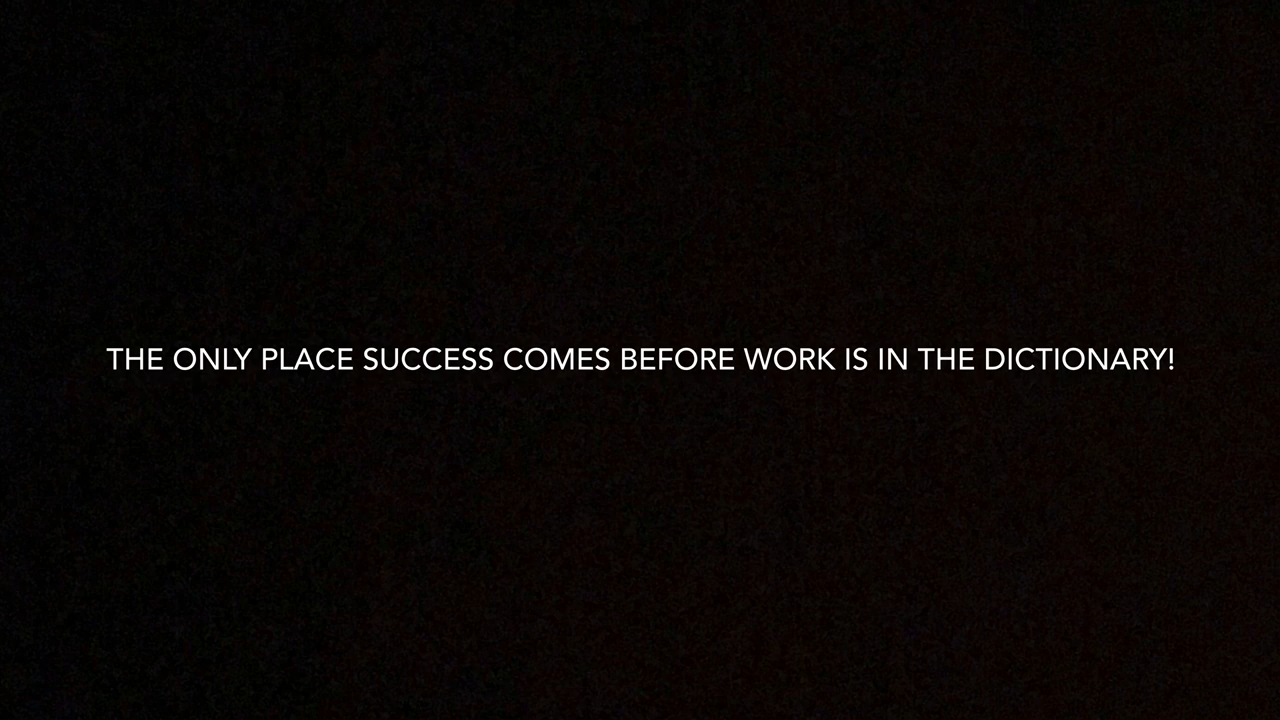 THE ONLY PLACE SUCCESS COMES BEFORE WORK IS IN THE DICTIONARY!